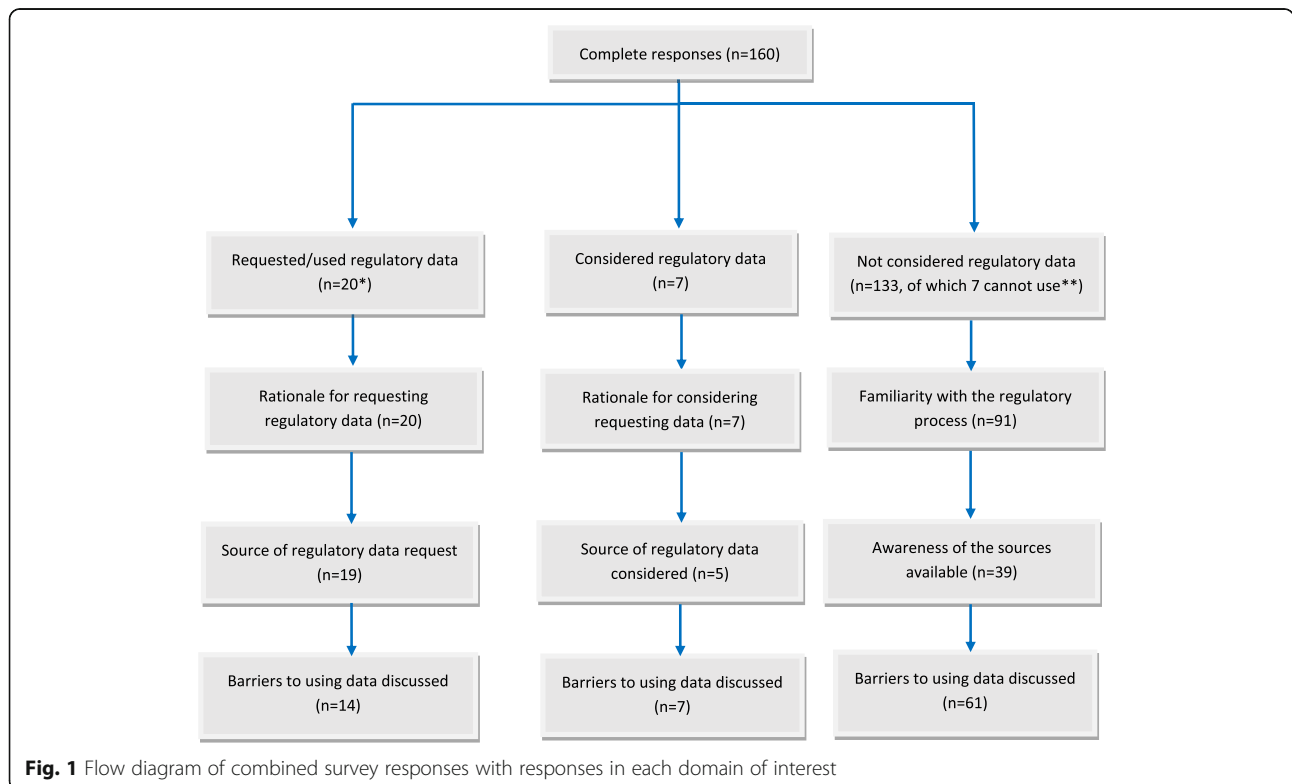 Complete responses (n=160)
Requested/used regulatory data
(n=20*)
Considered regulatory data
(n=7)
Not considered regulatory data
(n=133, of which 7 cannot use**)
Rationale for requesting
regulatory data (n=20)
Rationale for considering
requesting data (n=7)
Familiarity with the regulatory
process (n=91)
Source of regulatory data request
(n=19)
Source of regulatory data
considered (n=5)
Awareness of the sources
available (n=39)
Barriers to using data discussed
(n=14)
Barriers to using data discussed
(n=7)
Barriers to using data discussed
(n=61)
Fig. 1 Flow diagram of combined survey responses with responses in each domain of interest